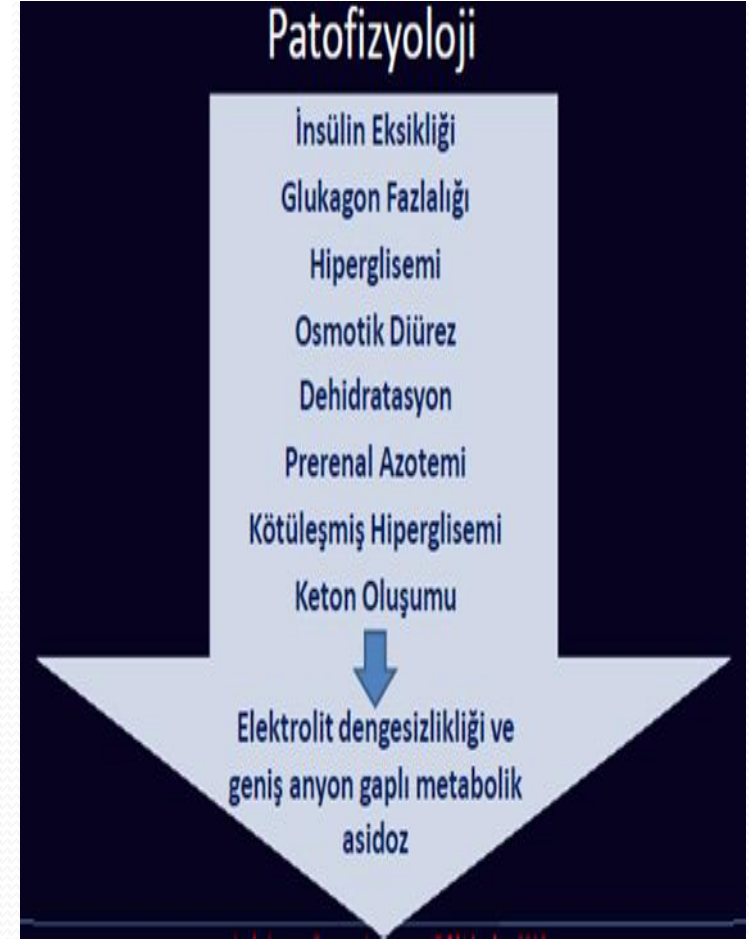 Patofizyoloji
İnsülin Eksikliği
Glukagon Fazlalığı
Hiperglisemi
Osmotik Diürez
Dehidratasyon
Prerenal Azotemi
Kötüleşmiş Hiperglisemi
Keton Oluşumu
Elektrolit dengesizlikliği ve
geniş anyon gaplı metabolik
asidoz